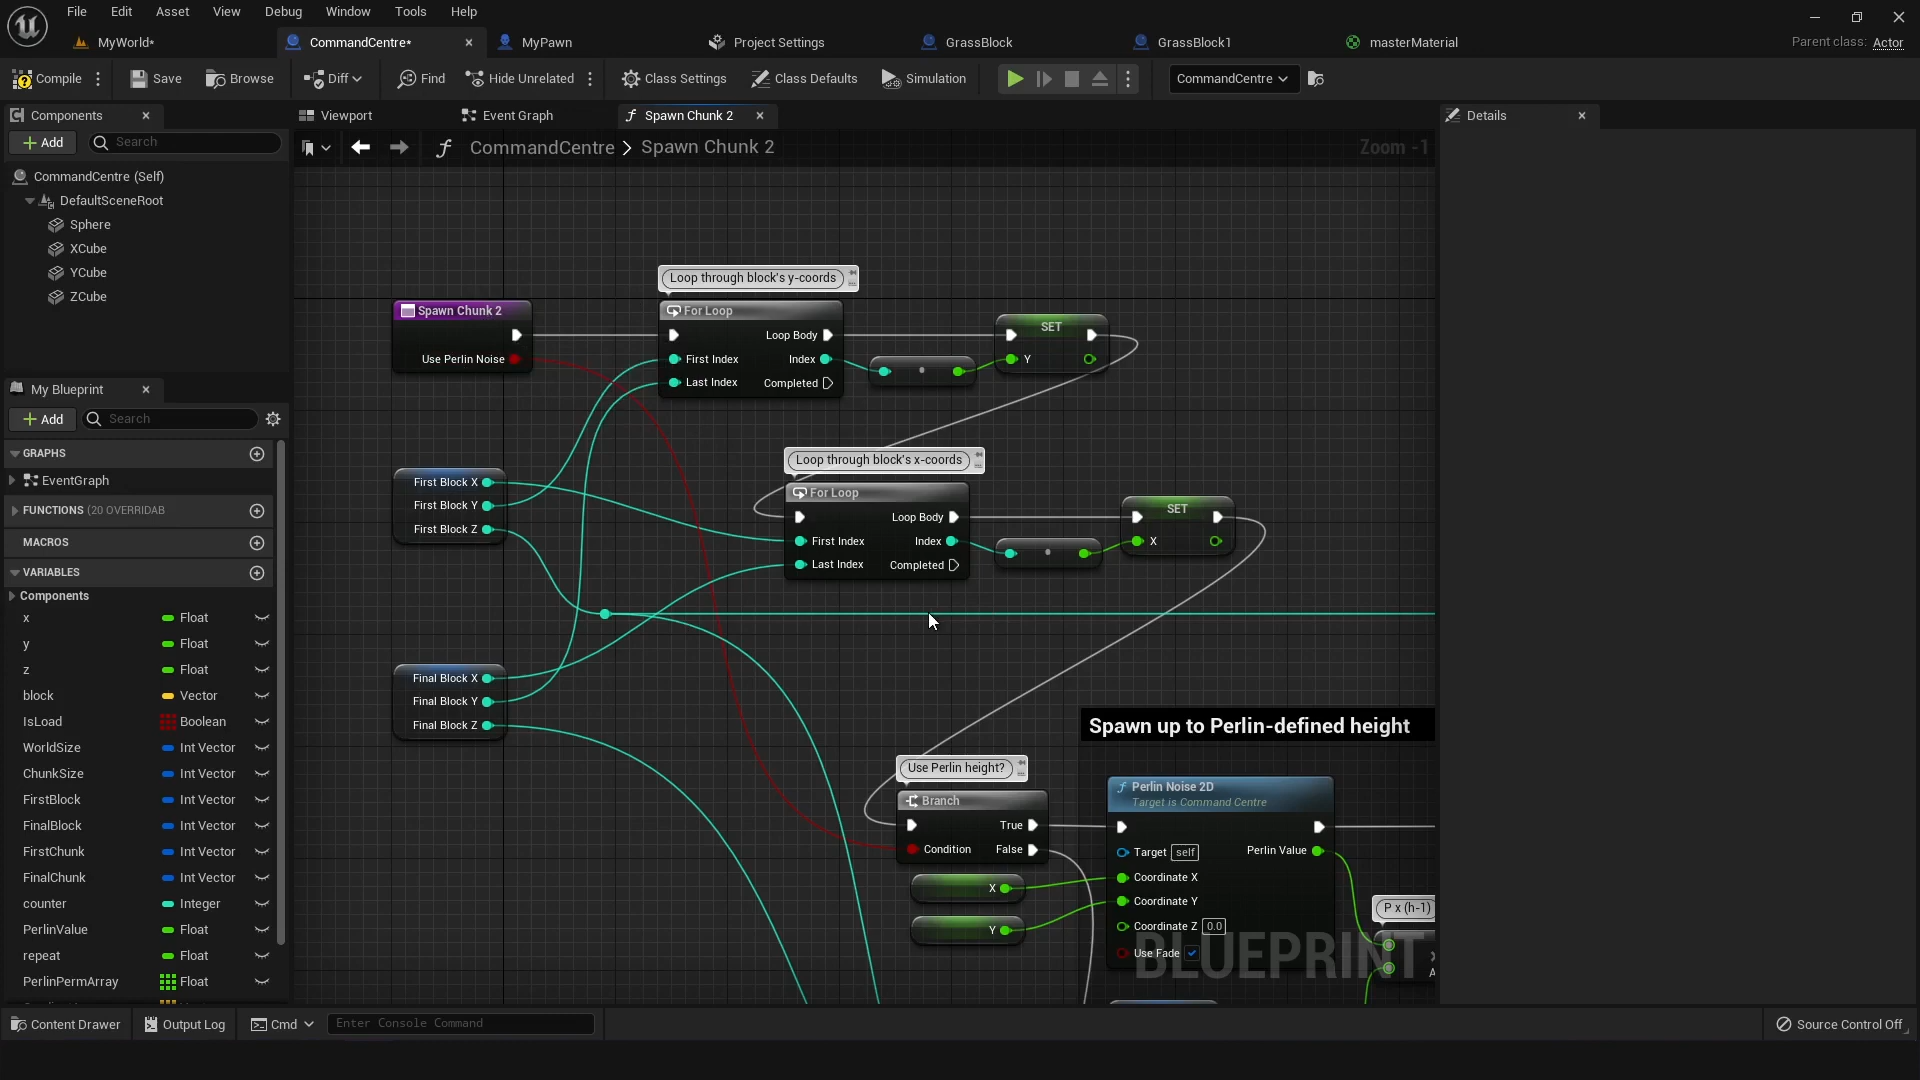 File Edit Asset View Debug Window Tools Help
MyWorld* CommandCentre* MyPawn Project Settings GrassBlock GrassBlock1 masterMaterial Parent class: Actor
Compile Save Browse Diff Find Hide Unrelated Class Settings Class Defaults Simulation CommandCentre
Components Viewport Event Graph Spawn Chunk 2 Details
Add Search
CommandCentre > Spawn Chunk 2 Zoom -1
CommandCentre (Self)
DefaultSceneRoot
Sphere
XCube
YCube
ZCube
My Blueprint
Add Search
GRAPHS
EventGraph
FUNCTIONS (20 OVERRIDAB
MACROS
VARIABLES
Components
x Float
y Float
z Float
block Vector
IsLoad Boolean
WorldSize Int Vector
ChunkSize Int Vector
FirstBlock Int Vector
FinalBlock Int Vector
FirstChunk Int Vector
FinalChunk Int Vector
counter Integer
PerlinValue Float
repeat Float
PerlinPermArray Float
Loop through block's y-coords
Spawn Chunk 2
Use Perlin Noise
For Loop
Loop Body
First Index Index
Last Index Completed
SET
Y
Loop through block's x-coords
For Loop
Loop Body
First Index Index
Last Index Completed
SET
X
First Block X
First Block Y
First Block Z
Final Block X
Final Block Y
Final Block Z
Spawn up to Perlin-defined height
Use Perlin height?
Branch
True
Condition False
X
Y
Perlin Noise 2D
Target is Command Centre
Target self Perlin Value
Coordinate X
Coordinate Y
Coordinate Z 0.0
Use Fade
P x (h-1)
A
BLUEPRINT
Content Drawer Output Log Cmd Enter Console Command Source Control Off